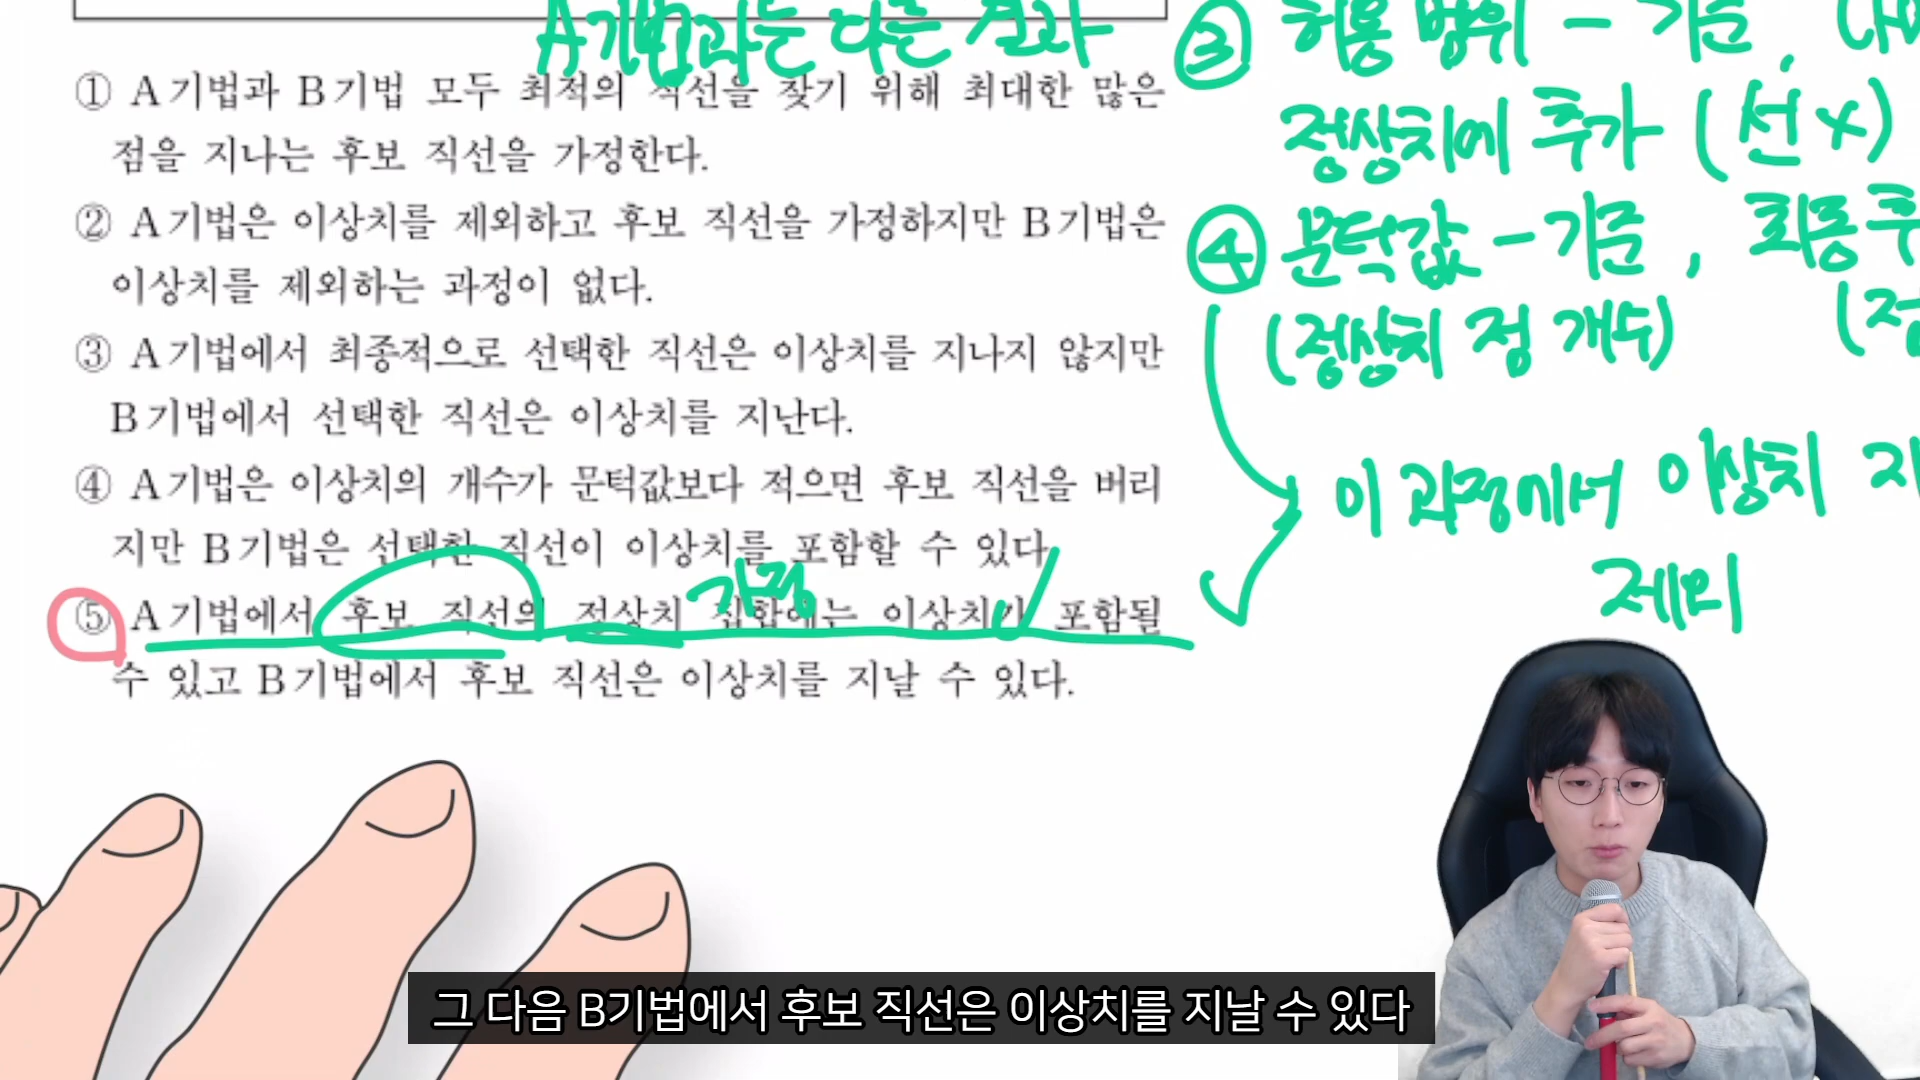 A기법과는 다른 결과
① A기법과 B기법 모두 최적의 직선을 찾기 위해 최대한 많은
점을 지나는 후보 직선을 가정한다.
② A기법은 이상치를 제외하고 후보 직선을 가정하지만 B기법은
이상치를 제외하는 과정이 없다.
③ A기법에서 최종적으로 선택한 직선은 이상치를 지나지 않지만
B기법에서 선택한 직선은 이상치를 지난다.
④ A기법은 이상치의 개수가 문턱값보다 적으면 후보 직선을 버리
지만 B기법은 선택한 직선이 이상치를 포함할 수 있다.
가정
⑤ A기법에서 후보 직선의 정상치 집합에는 이상치가 포함될
수 있고 B기법에서 후보 직선은 이상치를 지날 수 있다.
③ 허용 범위 - 기준,
정상치에 추가 (선 x)
④ 문턱값 - 기준, 최종 후
(정상치 점 개수) (점
이 과정에서 이상치
제외
그 다음 B기법에서 후보 직선은 이상치를 지날 수 있다